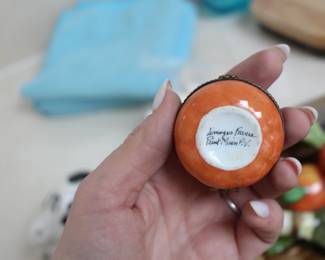 Limoges France
Peint Main P.V.